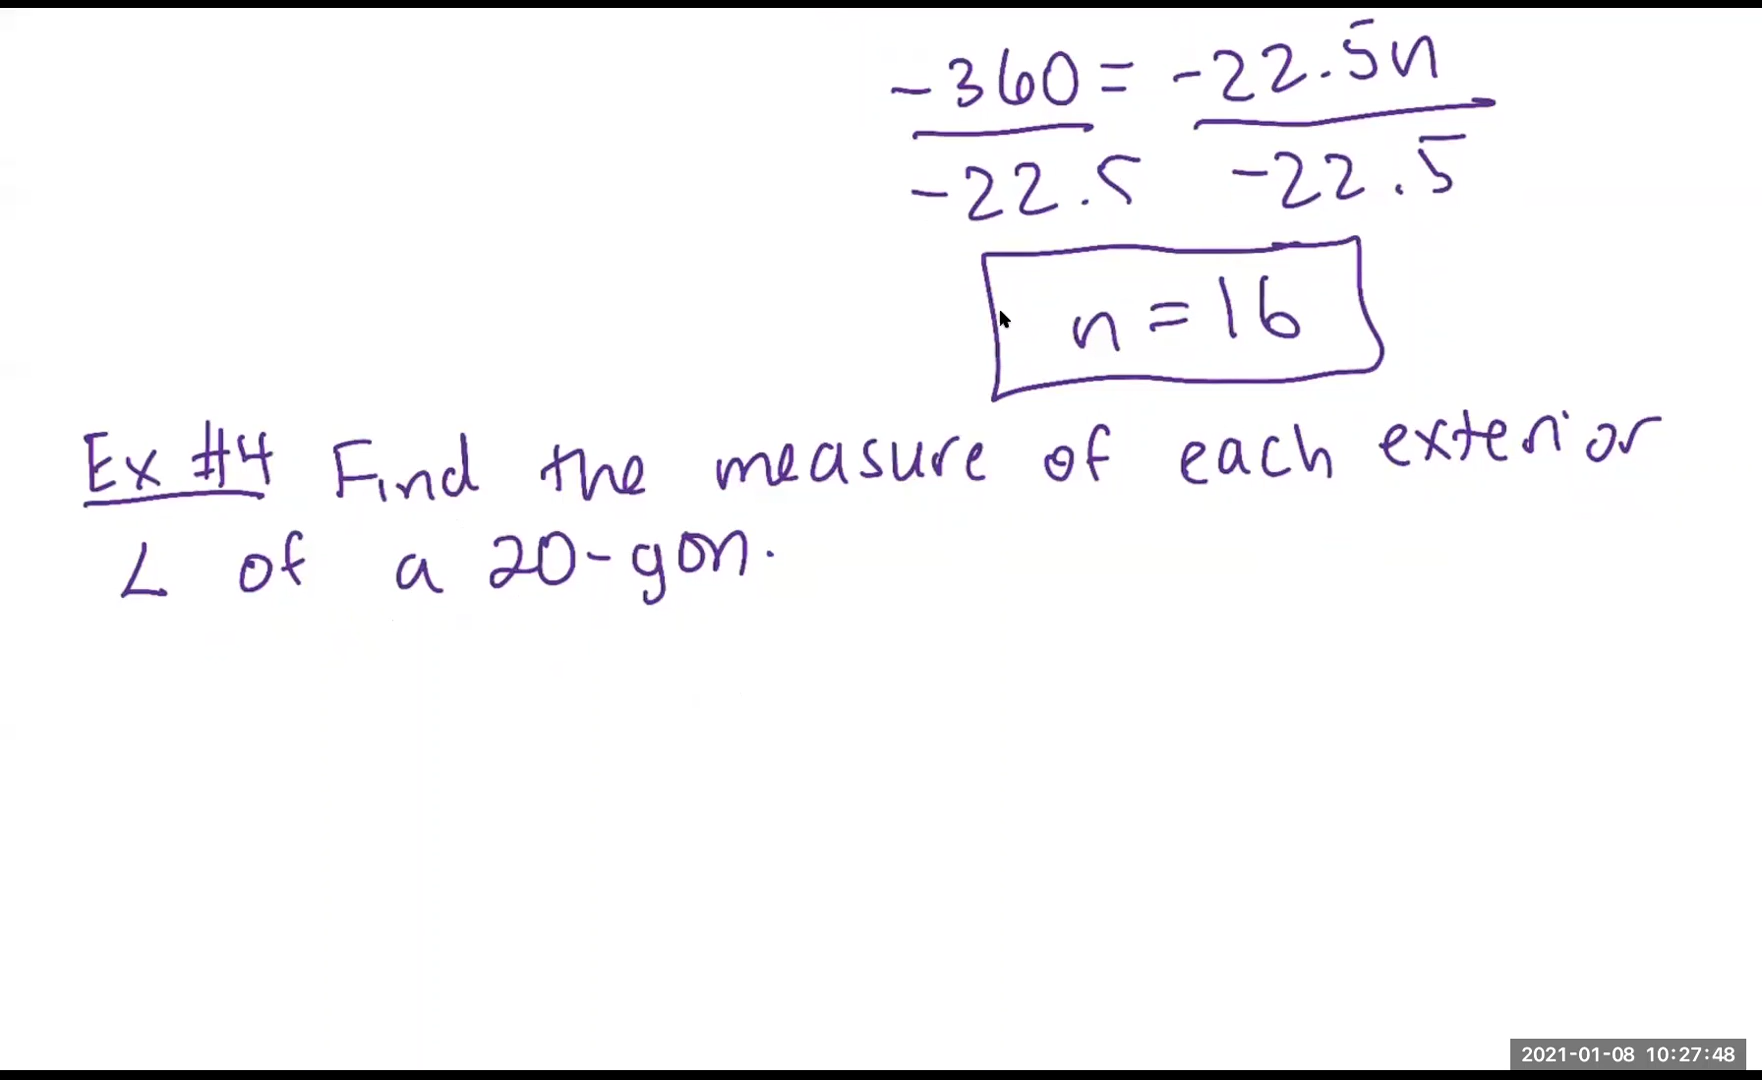 -360 = -22.5n
-22.5 -22.5
n = 16
Ex #4 Find the measure of each exterior
∠ of a 20-gon.
2021-01-08 10:27:48